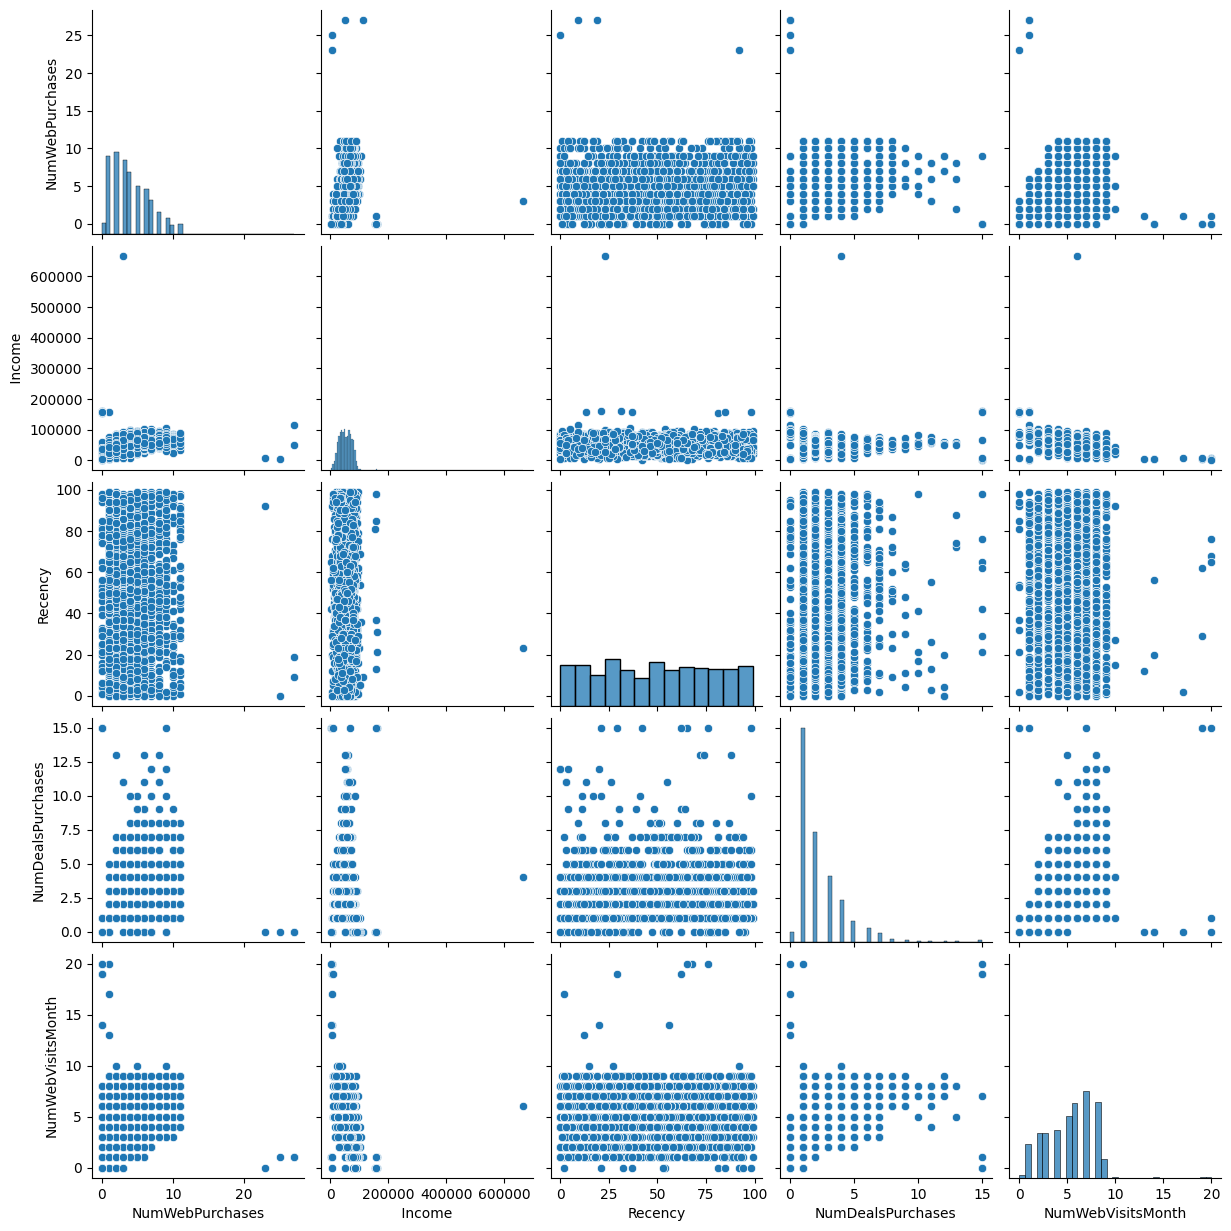 NumWebPurchases
25
20
15
10
5
0
Income
600000
500000
400000
300000
200000
100000
0
Recency
100
80
60
40
20
0
NumDealsPurchases
15.0
12.5
10.0
7.5
5.0
2.5
0.0
NumWebVisitsMonth
20
15
10
5
0
0 10 20
0 200000 400000 600000
0 25 50 75 100
0 5 10 15
0 5 10 15 20
NumWebPurchases Income Recency NumDealsPurchases NumWebVisitsMonth